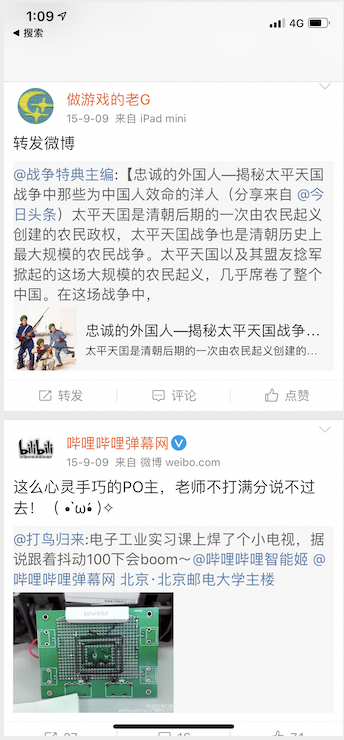 1:09
4G
搜索
做游戏的老G
15-9-09 来自 iPad mini
转发微博
@战争特典主编:【忠诚的外国人—揭秘太平天国
战争中那些为中国人效命的洋人（分享来自 @今
日头条）太平天国是清朝后期的一次由农民起义
创建的农民政权，太平天国战争也是清朝历史上
最大规模的农民战争。太平天国以及其盟友捻军
掀起的这场大规模的农民起义，几乎席卷了整个
中国。在这场战争中，
忠诚的外国人—揭秘太平天国战争...
太平天国是清朝后期的一次由农民起义创建的...
转发 评论 点赞
bilibili
哔哩哔哩弹幕网
15-9-09 来自 微博 weibo.com
这么心灵手巧的PO主，老师不打满分说不过
去！（ •̀ω•́ )✧
@打鸟归来:电子工业实习课上焊了个小电视，据
说跟着抖动100下会boom～@哔哩哔哩智能姬 @
哔哩哔哩弹幕网 北京·北京邮电大学主楼